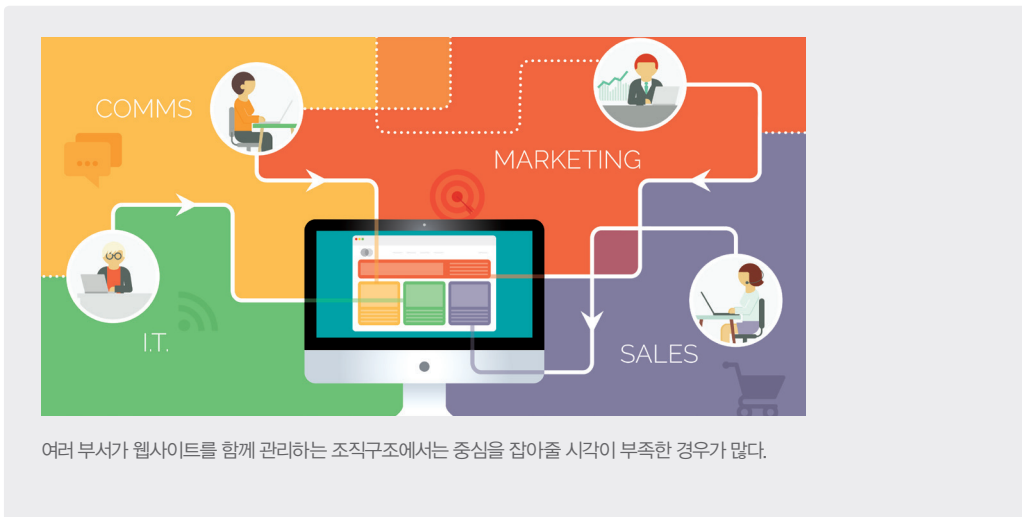 COMMS
MARKETING
I.T.
SALES
여러 부서가 웹사이트를 함께 관리하는 조직구조에서는 중심을 잡아줄 시각이 부족한 경우가 많다.